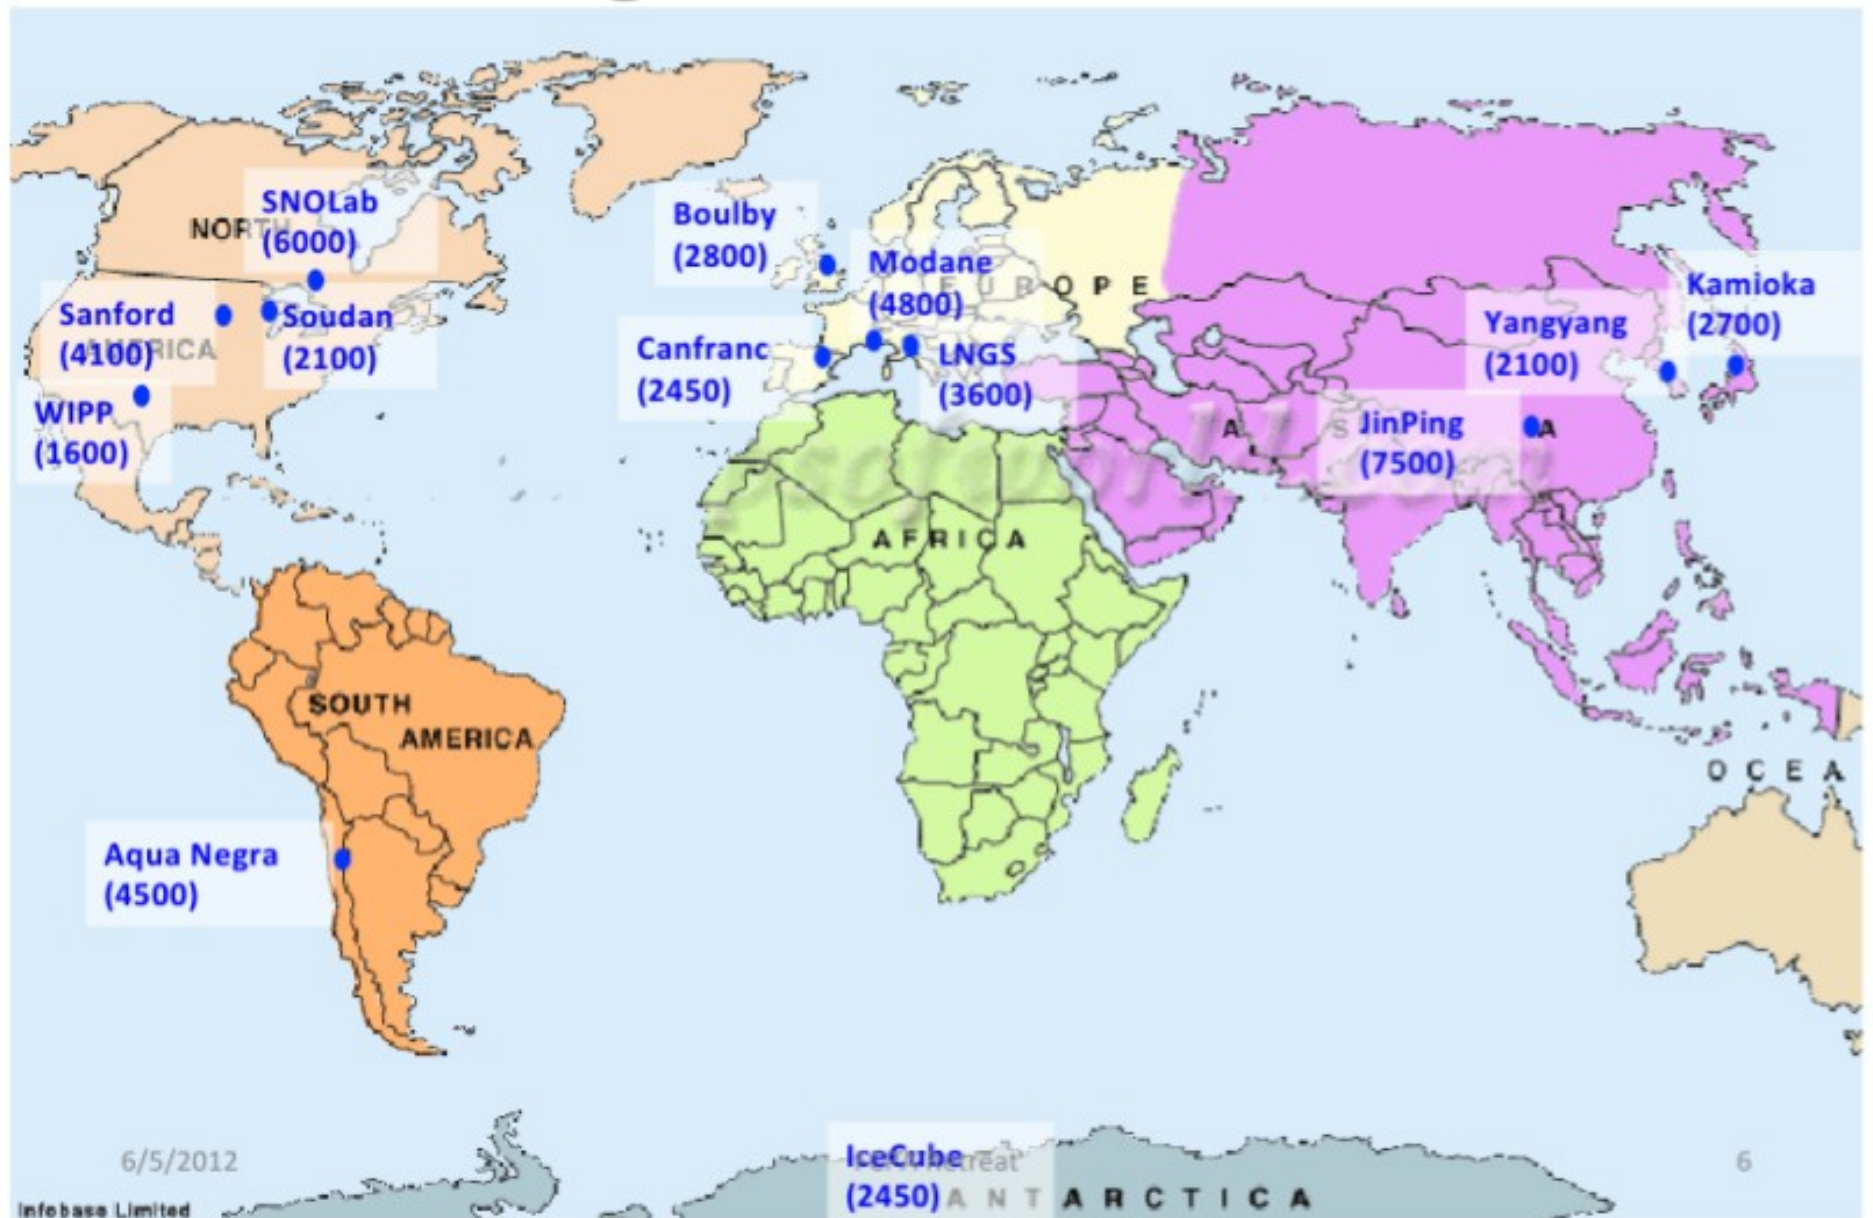 SNOLab
(6000)
NORTH
Sanford
(4100)
AMERICA
Soudan
(2100)
WIPP
(1600)
Boulby
(2800)
Modane
(4800)
EUROPE
Canfranc
(2450)
LNGS
(3600)
Kamioka
(2700)
Yangyang
(2100)
JinPing
(7500)
A S A
AFRICA
SOUTH
AMERICA
OCEA
Aqua Negra
(4500)
IceCube
(2450)
ANTARCTICA
6/5/2012
Retreat
6
Infobase Limited